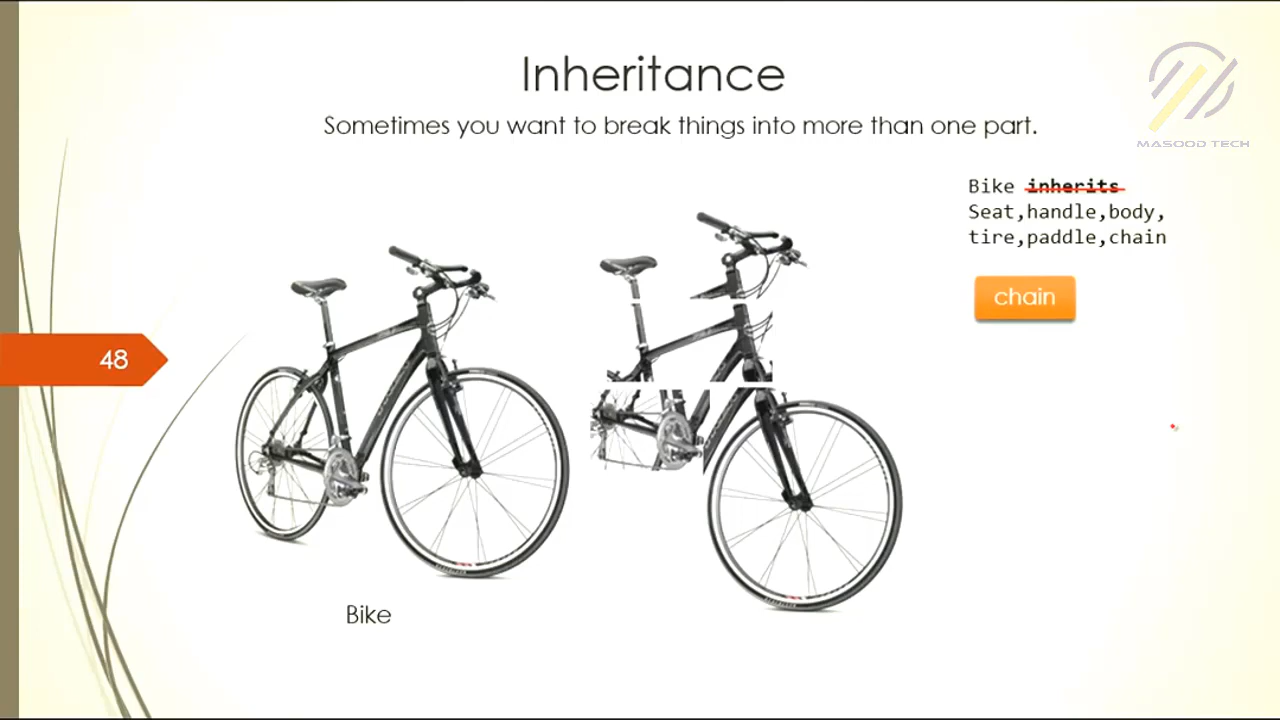 Inheritance
Sometimes you want to break things into more than one part.
MASOOD TECH
Bike inherits
Seat,handle,body,
tire,paddle,chain
chain
48
Bike